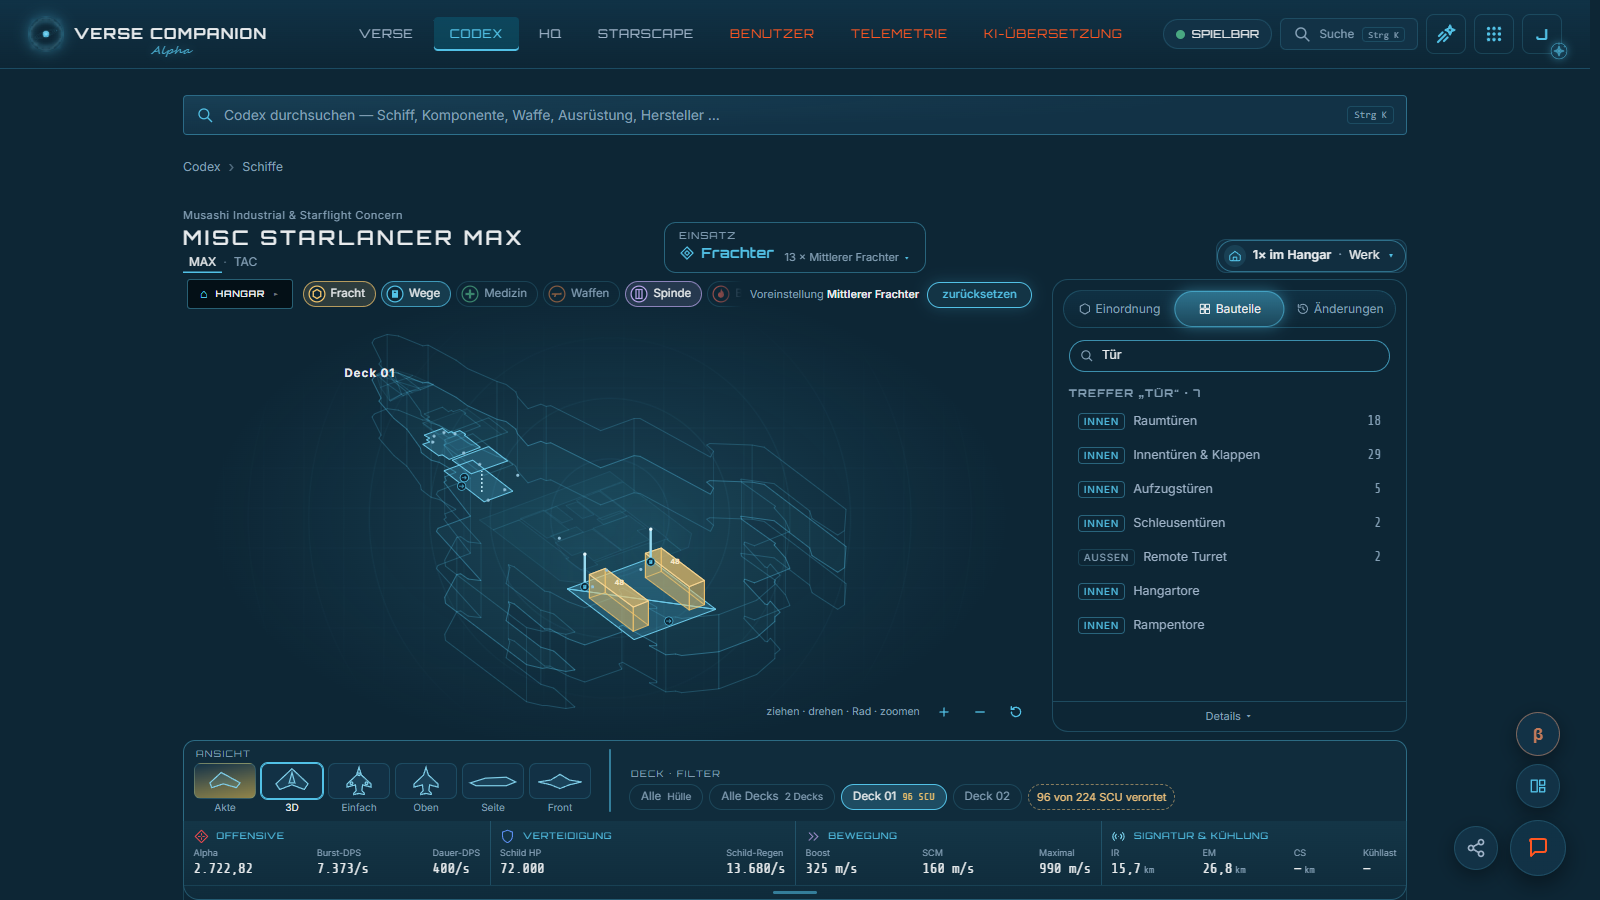 VERSE COMPANION
Alpha
VERSE
CODEX
HQ
STARSCAPE
BENUTZER
TELEMETRIE
KI-ÜBERSETZUNG
SPIELBAR
Suche Strg K
J
Codex durchsuchen — Schiff, Komponente, Waffe, Ausrüstung, Hersteller ...
Strg K
Codex > Schiffe
Musashi Industrial & Starflight Concern
MISC STARLANCER MAX
MAX · TAC
EINSATZ
Frachter 13 × Mittlerer Frachter
1× im Hangar · Werk
HANGAR
Fracht
Wege
Medizin
Waffen
Spinde
Voreinstellung Mittlerer Frachter
zurücksetzen
Deck 01
48
48
ziehen · drehen · Rad · zoomen
Einordnung
Bauteile
Änderungen
Tür
TREFFER „TÜR“ · 7
INNEN Raumtüren 18
INNEN Innentüren & Klappen 29
INNEN Aufzugstüren 5
INNEN Schleusentüren 2
AUSSEN Remote Turret 2
INNEN Hangartore
INNEN Rampentore
Details
ANSICHT
Akte
3D
Einfach
Oben
Seite
Front
DECK · FILTER
Alle Hülle
Alle Decks 2 Decks
Deck 01 96 SCU
Deck 02
96 von 224 SCU verortet
OFFENSIVE
Alpha Burst-DPS Dauer-DPS
2.722,82 7.373/s 400/s
VERTEIDIGUNG
Schild HP Schild-Regen
72.000 13.680/s
BEWEGUNG
Boost SCM Maximal
325 m/s 160 m/s 990 m/s
SIGNATUR & KÜHLUNG
IR EM CS Kühllast
15,7 km 26,8 km – km –
β